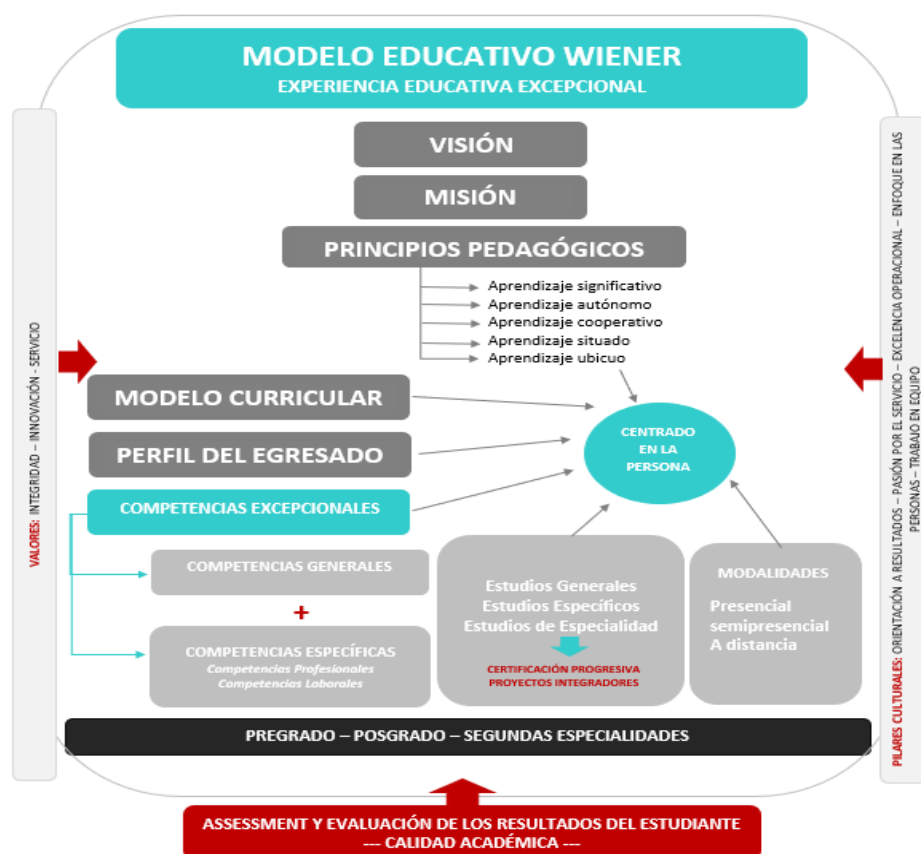 MODELO EDUCATIVO WIENER
EXPERIENCIA EDUCATIVA EXCEPCIONAL
VISIÓN
MISIÓN
PRINCIPIOS PEDAGÓGICOS
Aprendizaje significativo
Aprendizaje autónomo
Aprendizaje cooperativo
Aprendizaje situado
Aprendizaje ubicuo
VALORES: INTEGRIDAD – INNOVACIÓN - SERVICIO
MODELO CURRICULAR
PERFIL DEL EGRESADO
COMPETENCIAS EXCEPCIONALES
CENTRADO
EN LA
PERSONA
COMPETENCIAS GENERALES
+
COMPETENCIAS ESPECÍFICAS
Competencias Profesionales
Competencias Laborales
Estudios Generales
Estudios Específicos
Estudios de Especialidad
CERTIFICACIÓN PROGRESIVA
PROYECTOS INTEGRADORES
MODALIDADES
Presencial
semipresencial
A distancia
PILARES CULTURALES: ORIENTACIÓN A RESULTADOS – PASIÓN POR EL SERVICIO – EXCELENCIA OPERACIONAL – ENFOQUE EN LAS
PERSONAS – TRABAJO EN EQUIPO
PREGRADO – POSGRADO – SEGUNDAS ESPECIALIDADES
ASSESSMENT Y EVALUACIÓN DE LOS RESULTADOS DEL ESTUDIANTE
--- CALIDAD ACADÉMICA ---